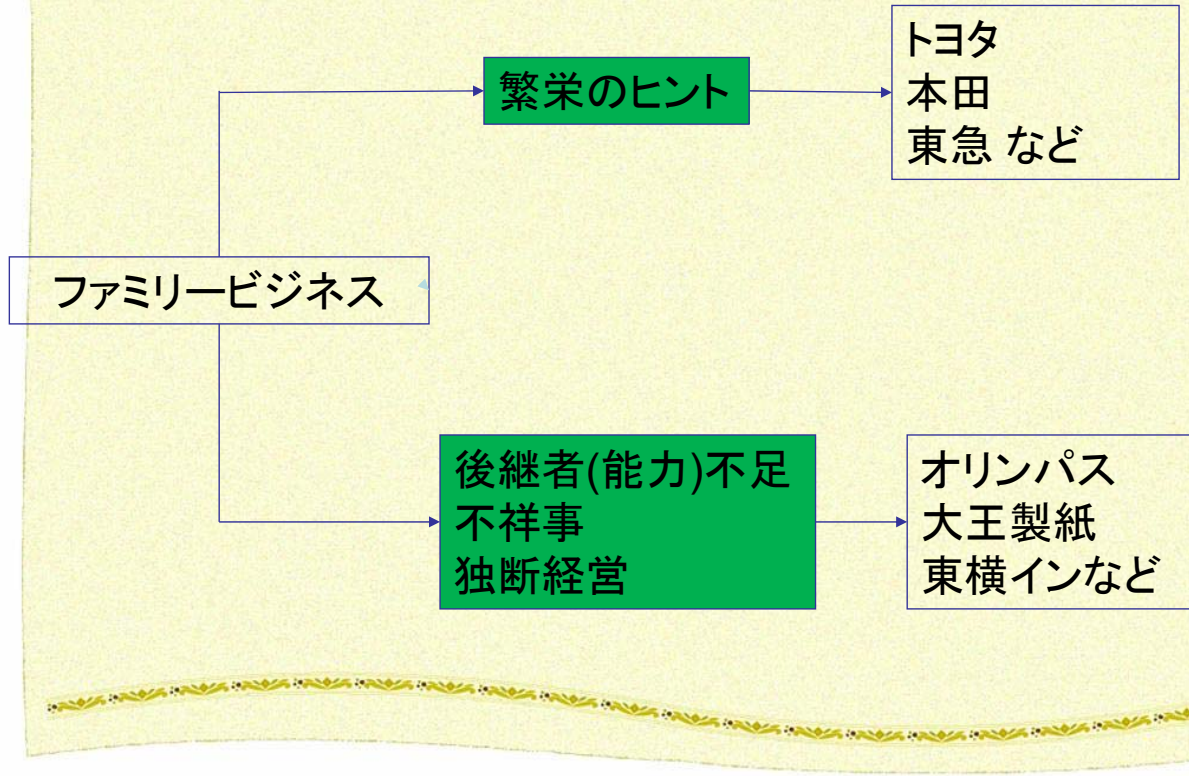 ファミリービジネス
繁栄のヒント
トヨタ
本田
東急 など
後継者(能力)不足
不祥事
独断経営
オリンパス
大王製紙
東横インなど